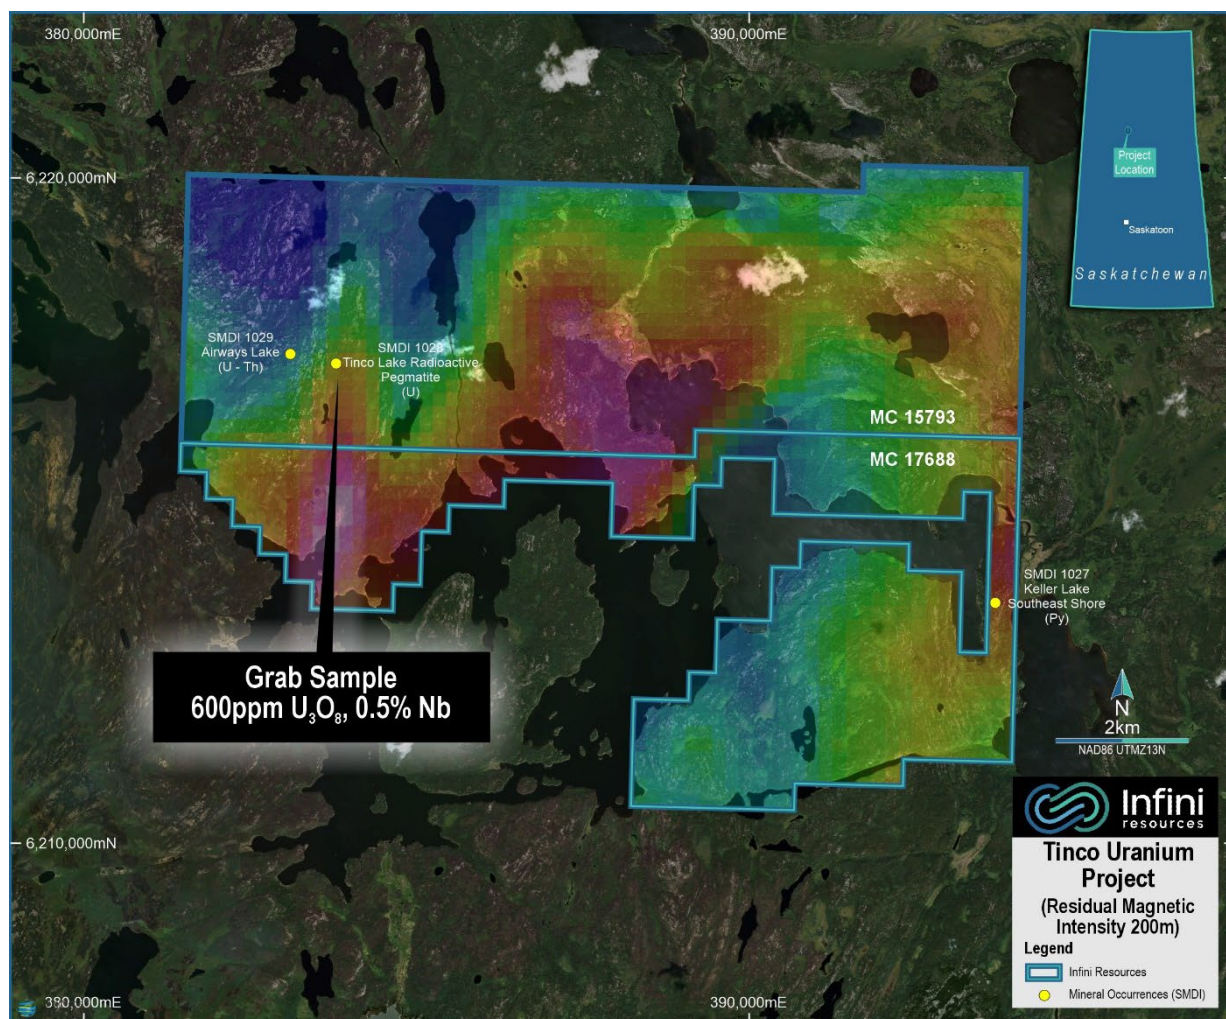 380,000mE
390,000mE
6,220,000mN
Project
Location
Saskatoon
Saskatchewan
SMDI 1029
Airways Lake
(U - Th)
SMDI 1028
Tinco Lake Radioactive
Pegmatite
(U)
MC 15793
MC 17688
SMDI 1027
Keller Lake
Southeast Shore
(Py)
Grab Sample
600ppm U₃O₈, 0.5% Nb
N
2km
NAD86 UTMZ13N
6,210,000mN
Infini
resources
Tinco Uranium
Project
(Residual Magnetic
Intensity 200m)
Legend
Infini Resources
Mineral Occurrences (SMDI)
380,000mE
390,000mE